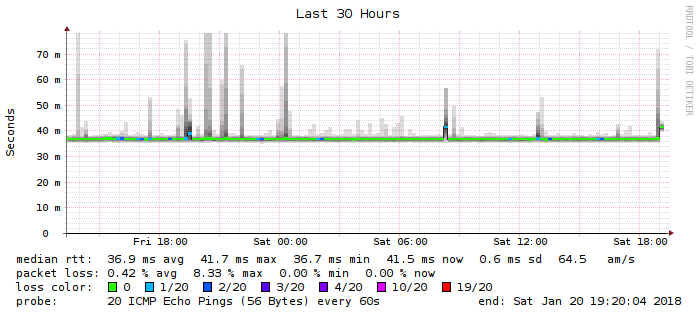 Last 30 Hours
RRDTOOL / TOBI OETIKER
Seconds
70 m
60 m
50 m
40 m
30 m
20 m
10 m
0
Fri 18:00 Sat 00:00 Sat 06:00 Sat 12:00 Sat 18:00
median rtt: 36.9 ms avg 41.7 ms max 36.7 ms min 41.5 ms now 0.6 ms sd 64.5 am/s
packet loss: 0.42 % avg 8.33 % max 0.00 % min 0.00 % now
loss color: 0 1/20 2/20 3/20 4/20 10/20 19/20
probe: 20 ICMP Echo Pings (56 Bytes) every 60s end: Sat Jan 20 19:20:04 2018